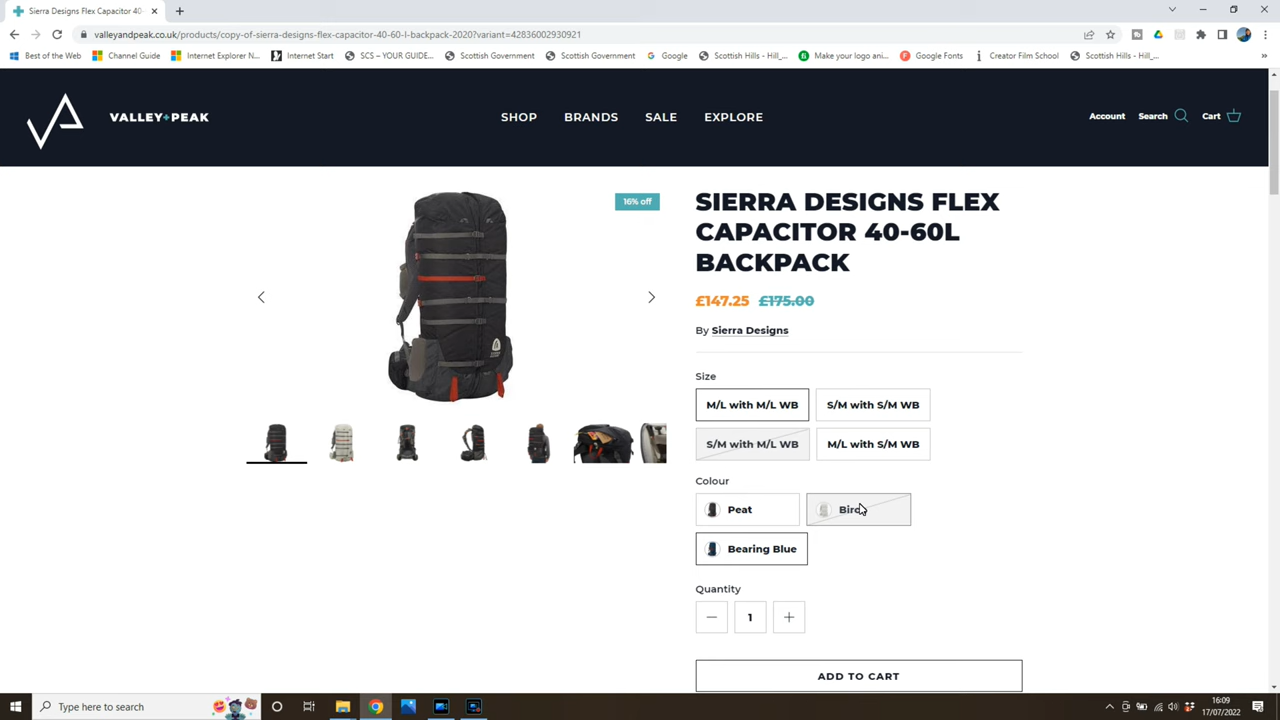 Sierra Designs Flex Capacitor 40-
valleyandpeak.co.uk/products/copy-of-sierra-designs-flex-capacitor-40-60-l-backpack-2020?variant=42836002930921
Best of the Web
Channel Guide
Internet Explorer N...
Internet Start
SCS – YOUR GUIDE...
Scottish Government
Scottish Government
Google
Scottish Hills - Hill,...
Make your logo ani...
Google Fonts
Creator Film School
Scottish Hills - Hill,...
VALLEY+PEAK
SHOP
BRANDS
SALE
EXPLORE
Account
Search
Cart
16% off
SIERRA DESIGNS FLEX
CAPACITOR 40-60L
BACKPACK
£147.25 £175.00
By Sierra Designs
Size
M/L with M/L WB
S/M with S/M WB
S/M with M/L WB
M/L with S/M WB
Colour
Peat
Bearing Blue
Quantity
1
ADD TO CART
Type here to search
16:09
17/07/2022